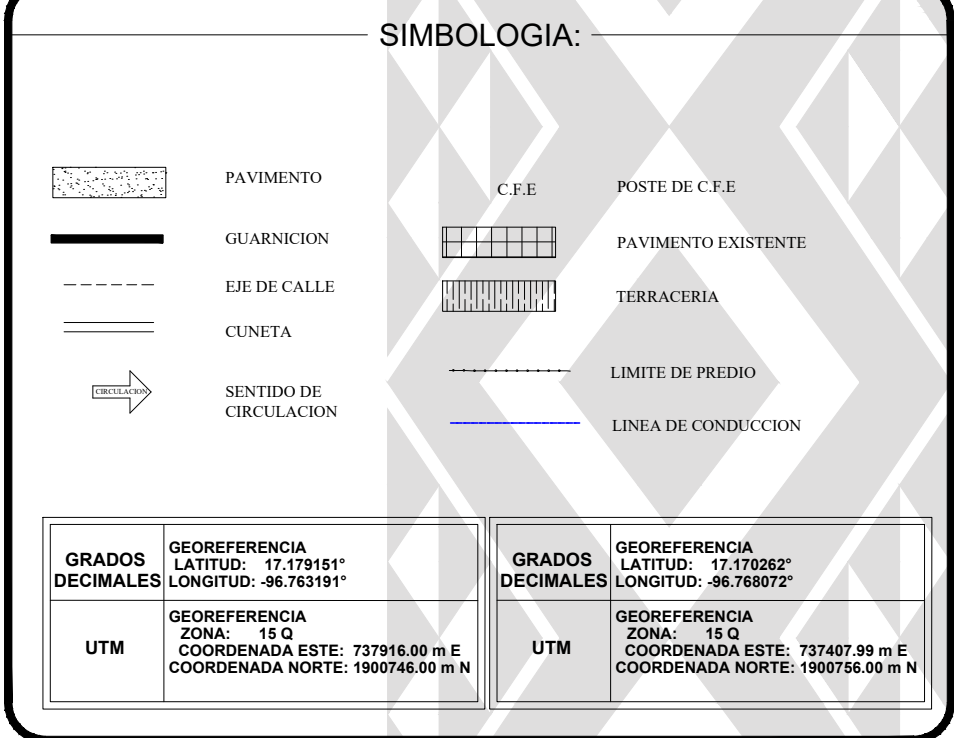 SIMBOLOGIA:
PAVIMENTO
GUARNICION
EJE DE CALLE
CUNETA
CIRCULACION
SENTIDO DE
CIRCULACION
C.F.E
POSTE DE C.F.E
PAVIMENTO EXISTENTE
TERRACERIA
LIMITE DE PREDIO
LINEA DE CONDUCCION
GRADOS
DECIMALES
GEOREFERENCIA
LATITUD: 17.179151°
LONGITUD: -96.763191°
UTM
GEOREFERENCIA
ZONA: 15 Q
COORDENADA ESTE: 737916.00 m E
COORDENADA NORTE: 1900746.00 m N
GRADOS
DECIMALES
GEOREFERENCIA
LATITUD: 17.170262°
LONGITUD: -96.768072°
UTM
GEOREFERENCIA
ZONA: 15 Q
COORDENADA ESTE: 737407.99 m E
COORDENADA NORTE: 1900756.00 m N